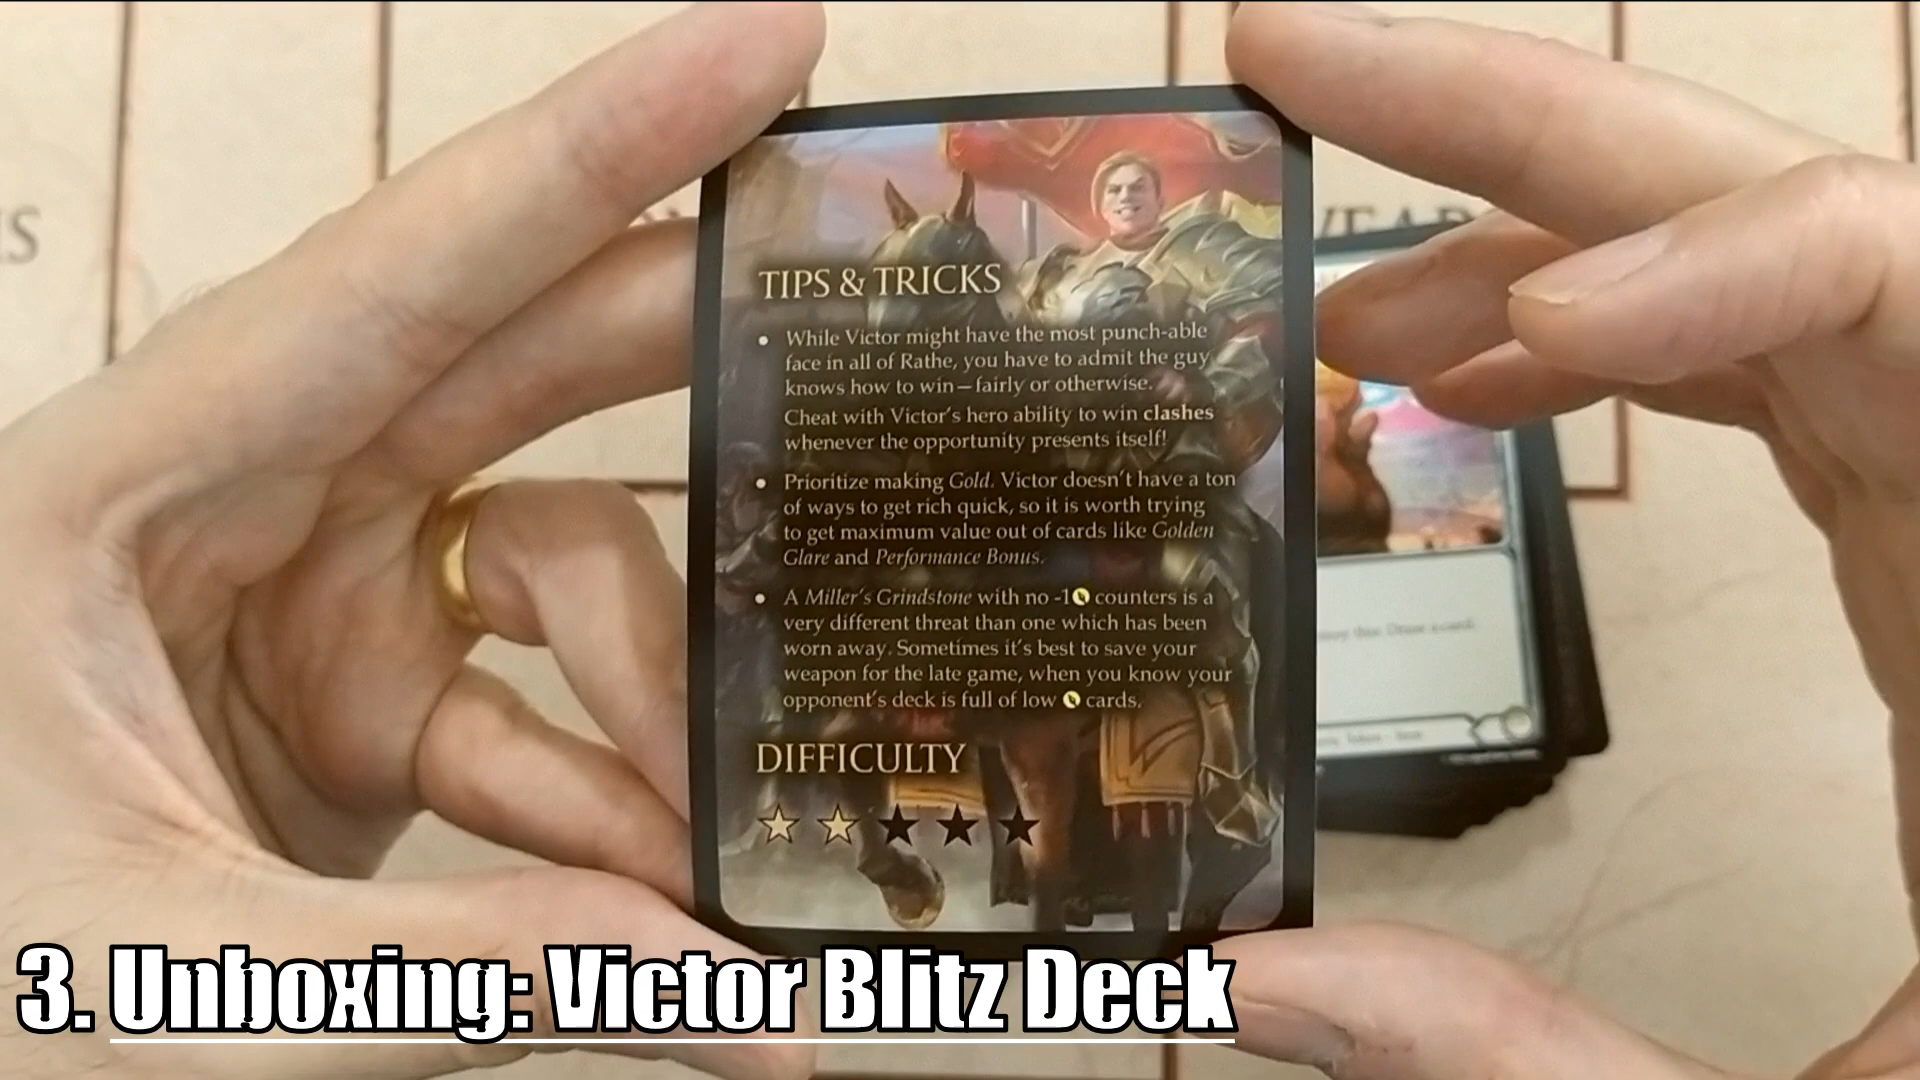 IS
TIPS & TRICKS
• While Victor might have the most punch-able
face in all of Rathe, you have to admit the guy
knows how to win—fairly or otherwise.
Cheat with Victor's hero ability to win clashes
whenever the opportunity presents itself!
• Prioritize making Gold. Victor doesn't have a ton
of ways to get rich quick, so it is worth trying
to get maximum value out of cards like Golden
Glare and Performance Bonus.
• A Miller's Grindstone with no -1 counters is a
very different threat than one which has been
worn away. Sometimes it's best to save your
weapon for the late game, when you know your
opponent's deck is full of low cards.
DIFFICULTY
Draw a card.
Token - Item
3. Unboxing: Victor Blitz Deck